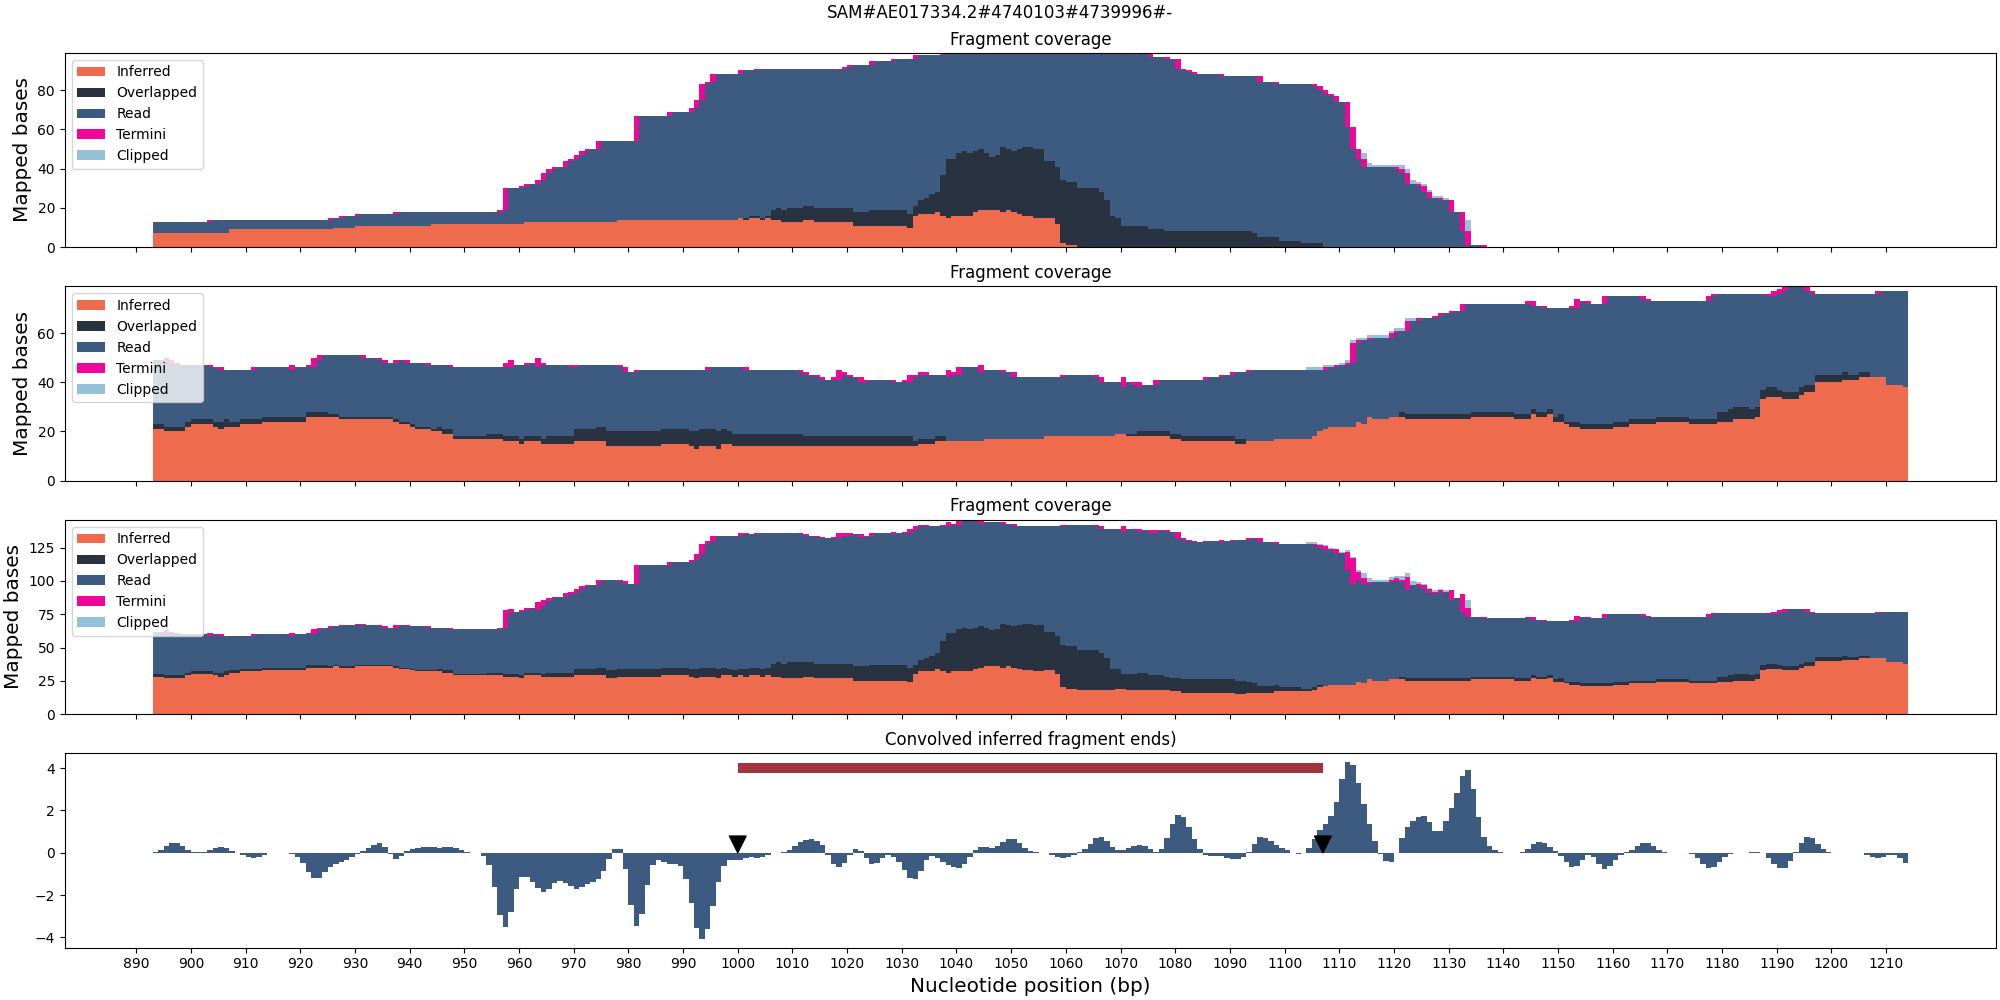 SAM#AE017334.2#4740103#4739996#-
Fragment coverage
Mapped bases
80
60
40
20
0
Inferred
Overlapped
Read
Termini
Clipped
Fragment coverage
Mapped bases
60
40
20
0
Inferred
Overlapped
Read
Termini
Clipped
Fragment coverage
Mapped bases
125
100
75
50
25
0
Inferred
Overlapped
Read
Termini
Clipped
Convolved inferred fragment ends)
4
2
0
−2
−4
890 900 910 920 930 940 950 960 970 980 990 1000 1010 1020 1030 1040 1050 1060 1070 1080 1090 1100 1110 1120 1130 1140 1150 1160 1170 1180 1190 1200 1210
Nucleotide position (bp)